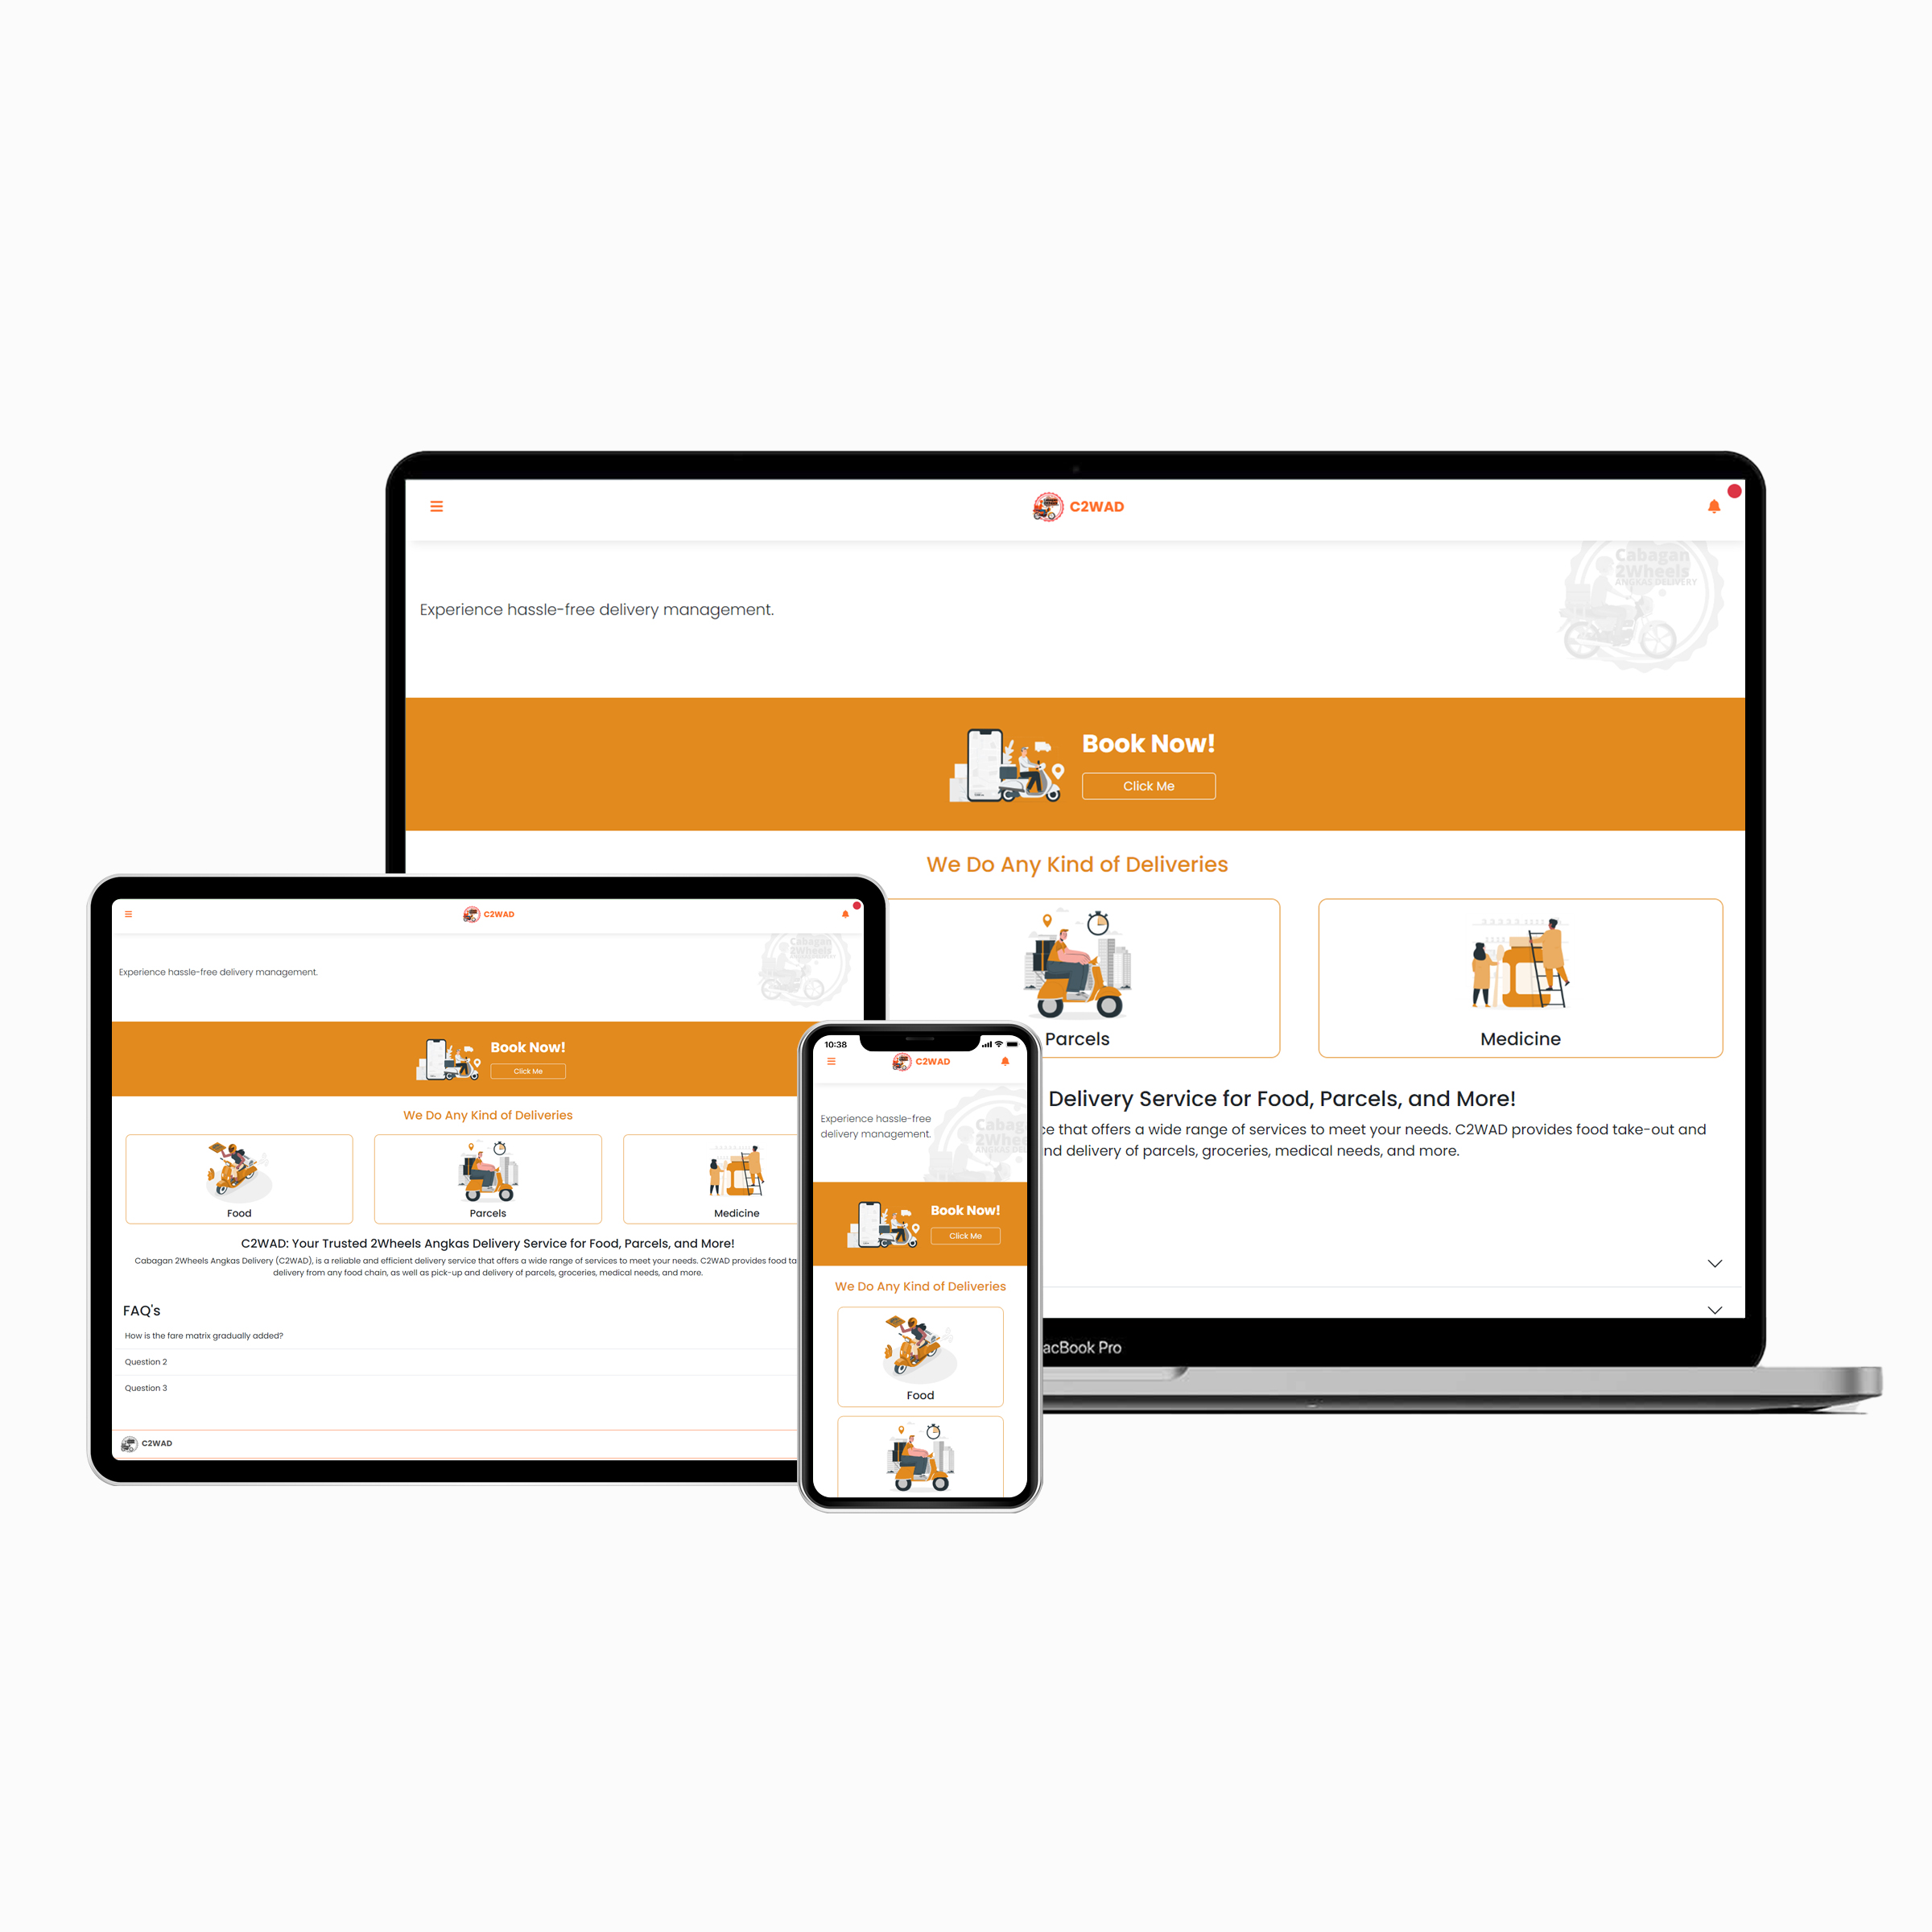 C2WAD
Cabagan
2Wheels
ANGKAS DELIVERY
Experience hassle-free delivery management.
Book Now!
Click Me
We Do Any Kind of Deliveries
Parcels
Medicine
Delivery Service for Food, Parcels, and More!
that offers a wide range of services to meet your needs. C2WAD provides food take-out and
delivery of parcels, groceries, medical needs, and more.
acBook Pro
C2WAD
Cabagan
2Wheels
Experience hassle-free delivery management.
Book Now!
Click Me
We Do Any Kind of Deliveries
Food
Parcels
Medicine
C2WAD: Your Trusted 2Wheels Angkas Delivery Service for Food, Parcels, and More!
Cabagan 2Wheels Angkas Delivery (C2WAD), is a reliable and efficient delivery service that offers a wide range of services to meet your needs. C2WAD provides food ta
delivery from any food chain, as well as pick-up and delivery of parcels, groceries, medical needs, and more.
FAQ's
How is the fare matrix gradually added?
Question 2
Question 3
C2WAD
10:38
C2WAD
Experience hassle-free
delivery management.
Cabag
2Whee
ANGKAS DEL
Book Now!
Click Me
We Do Any Kind of Deliveries
Food